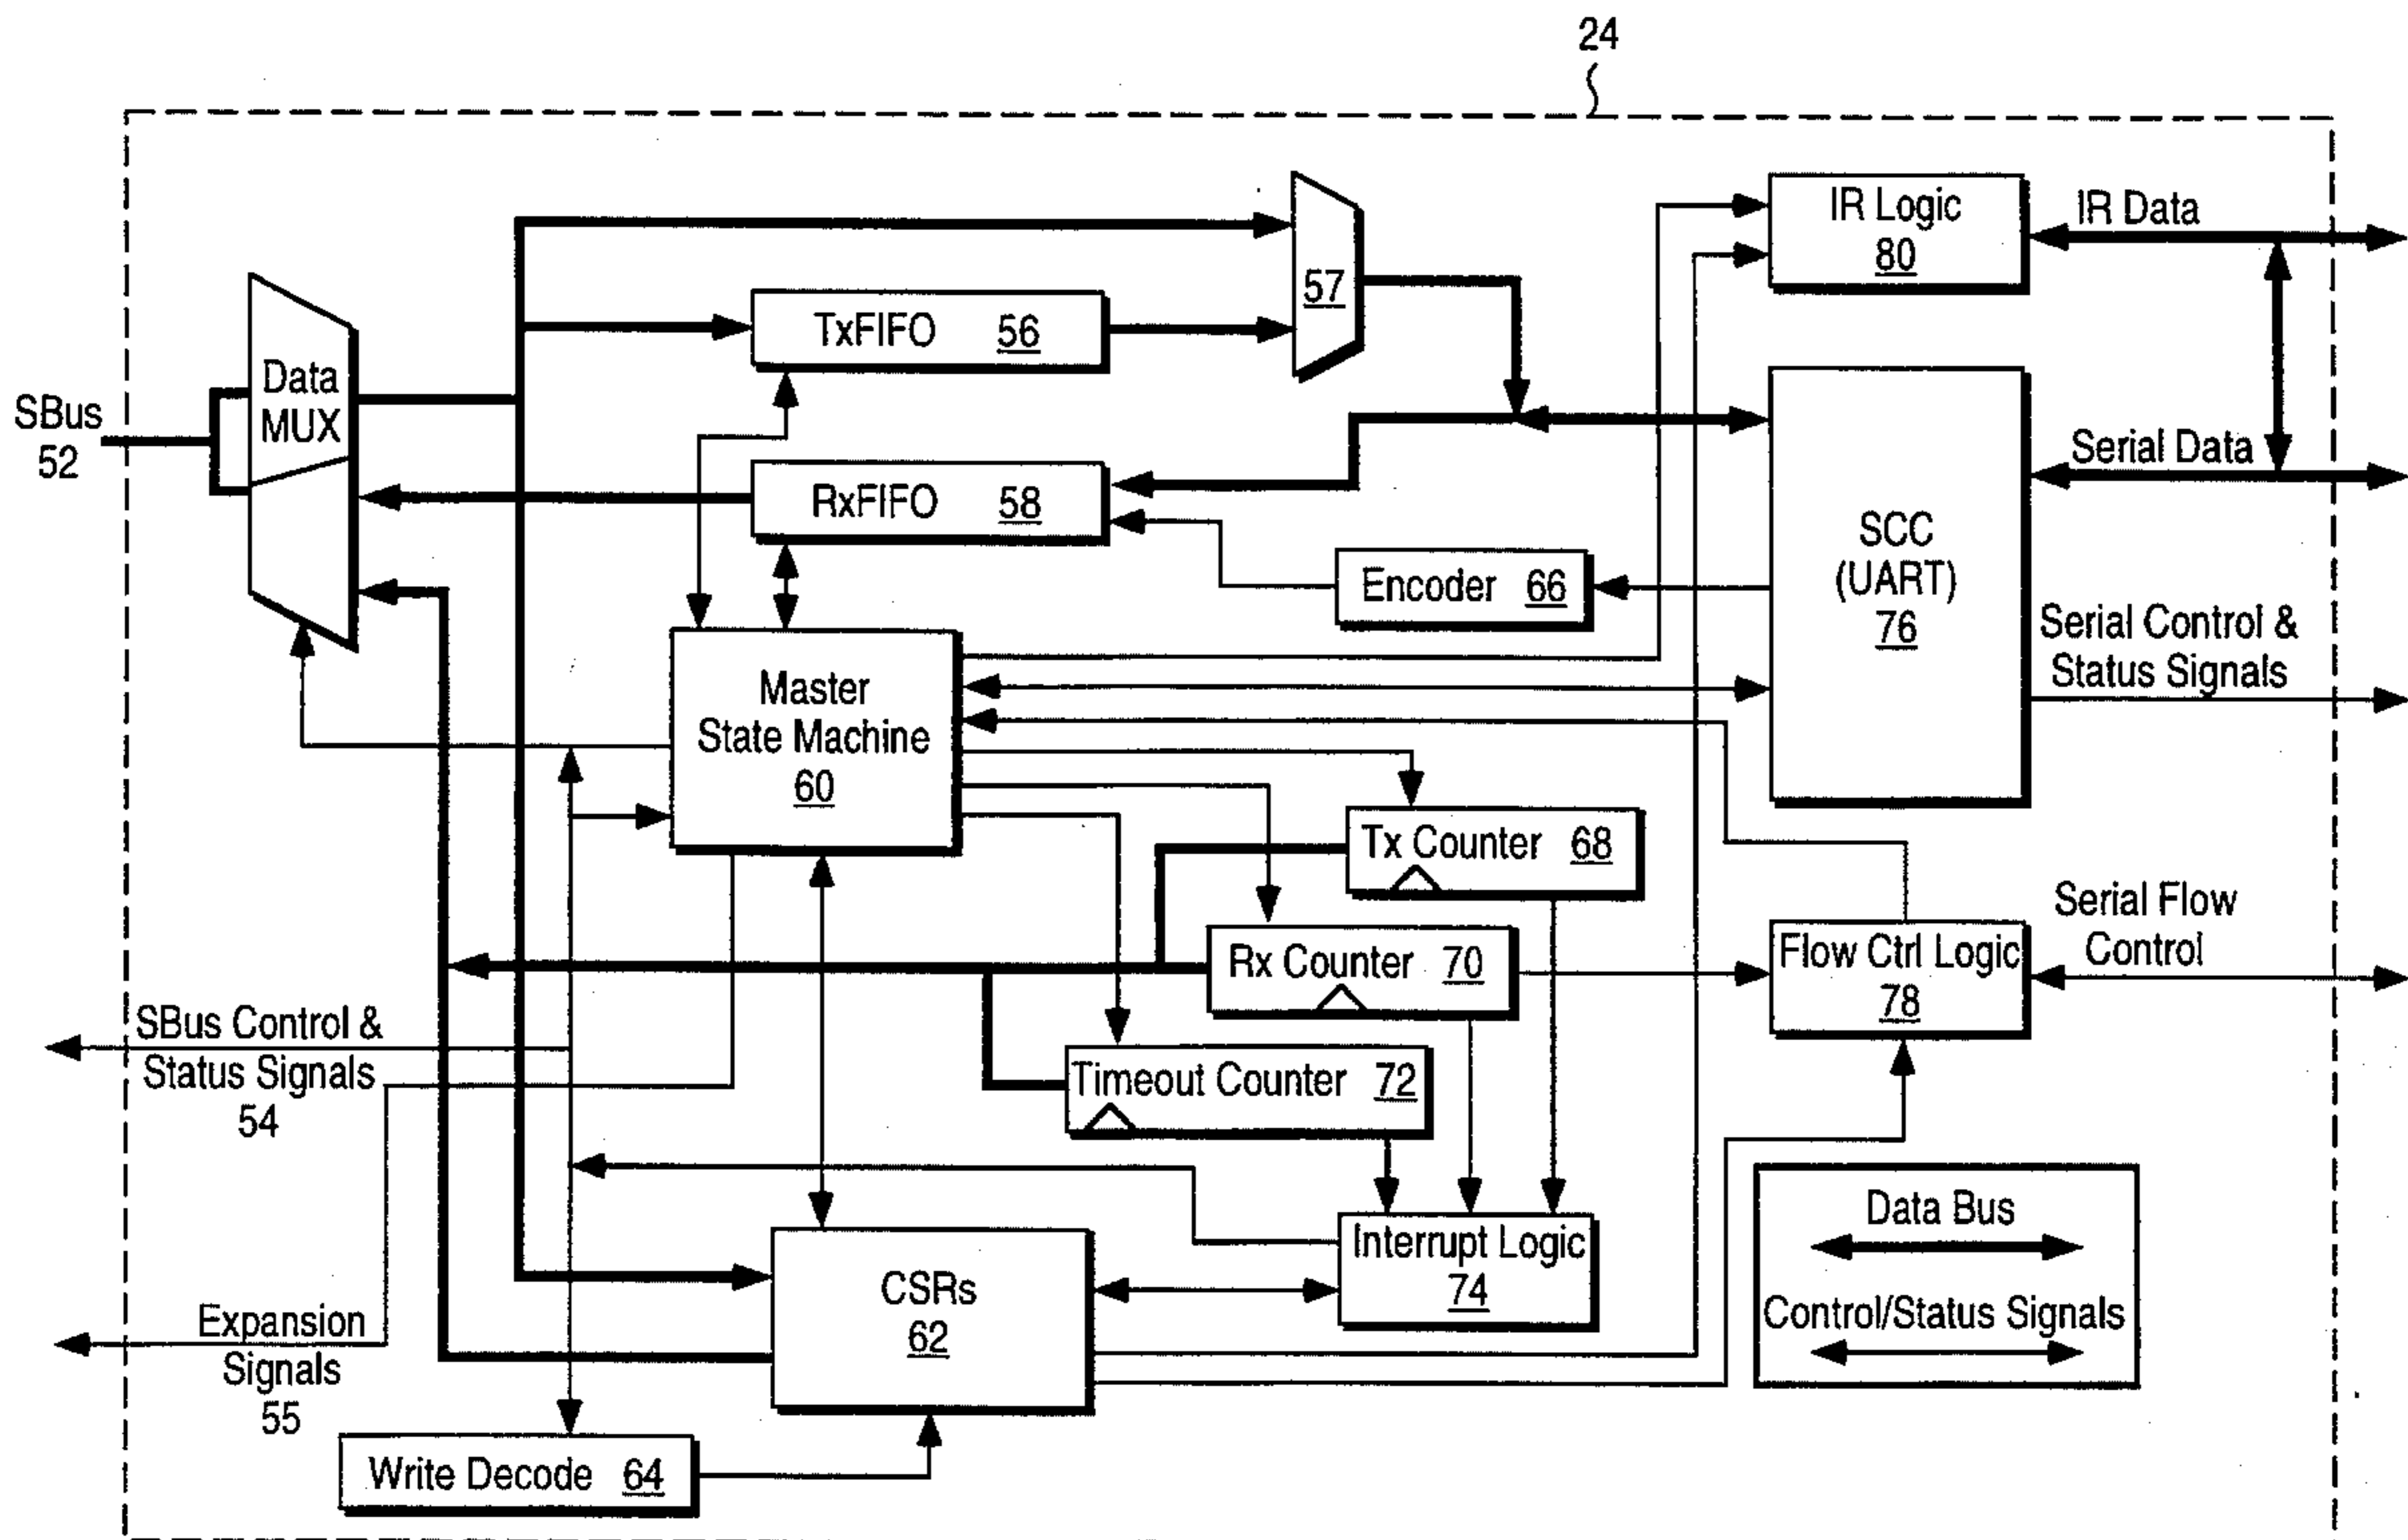 24
SBus
52
Data
MUX
TxFIFO 56
57
IR Logic
80
IR Data
RxFIFO 58
Encoder 66
SCC
(UART)
76
Serial Data
Serial Control &
Status Signals
Master
State Machine
60
Tx Counter 68
Rx Counter 70
Timeout Counter 72
Flow Ctrl Logic
78
Serial Flow
Control
SBus Control &
Status Signals
54
Expansion
Signals
55
CSRs
62
Interrupt Logic
74
Write Decode 64
Data Bus
Control/Status Signals